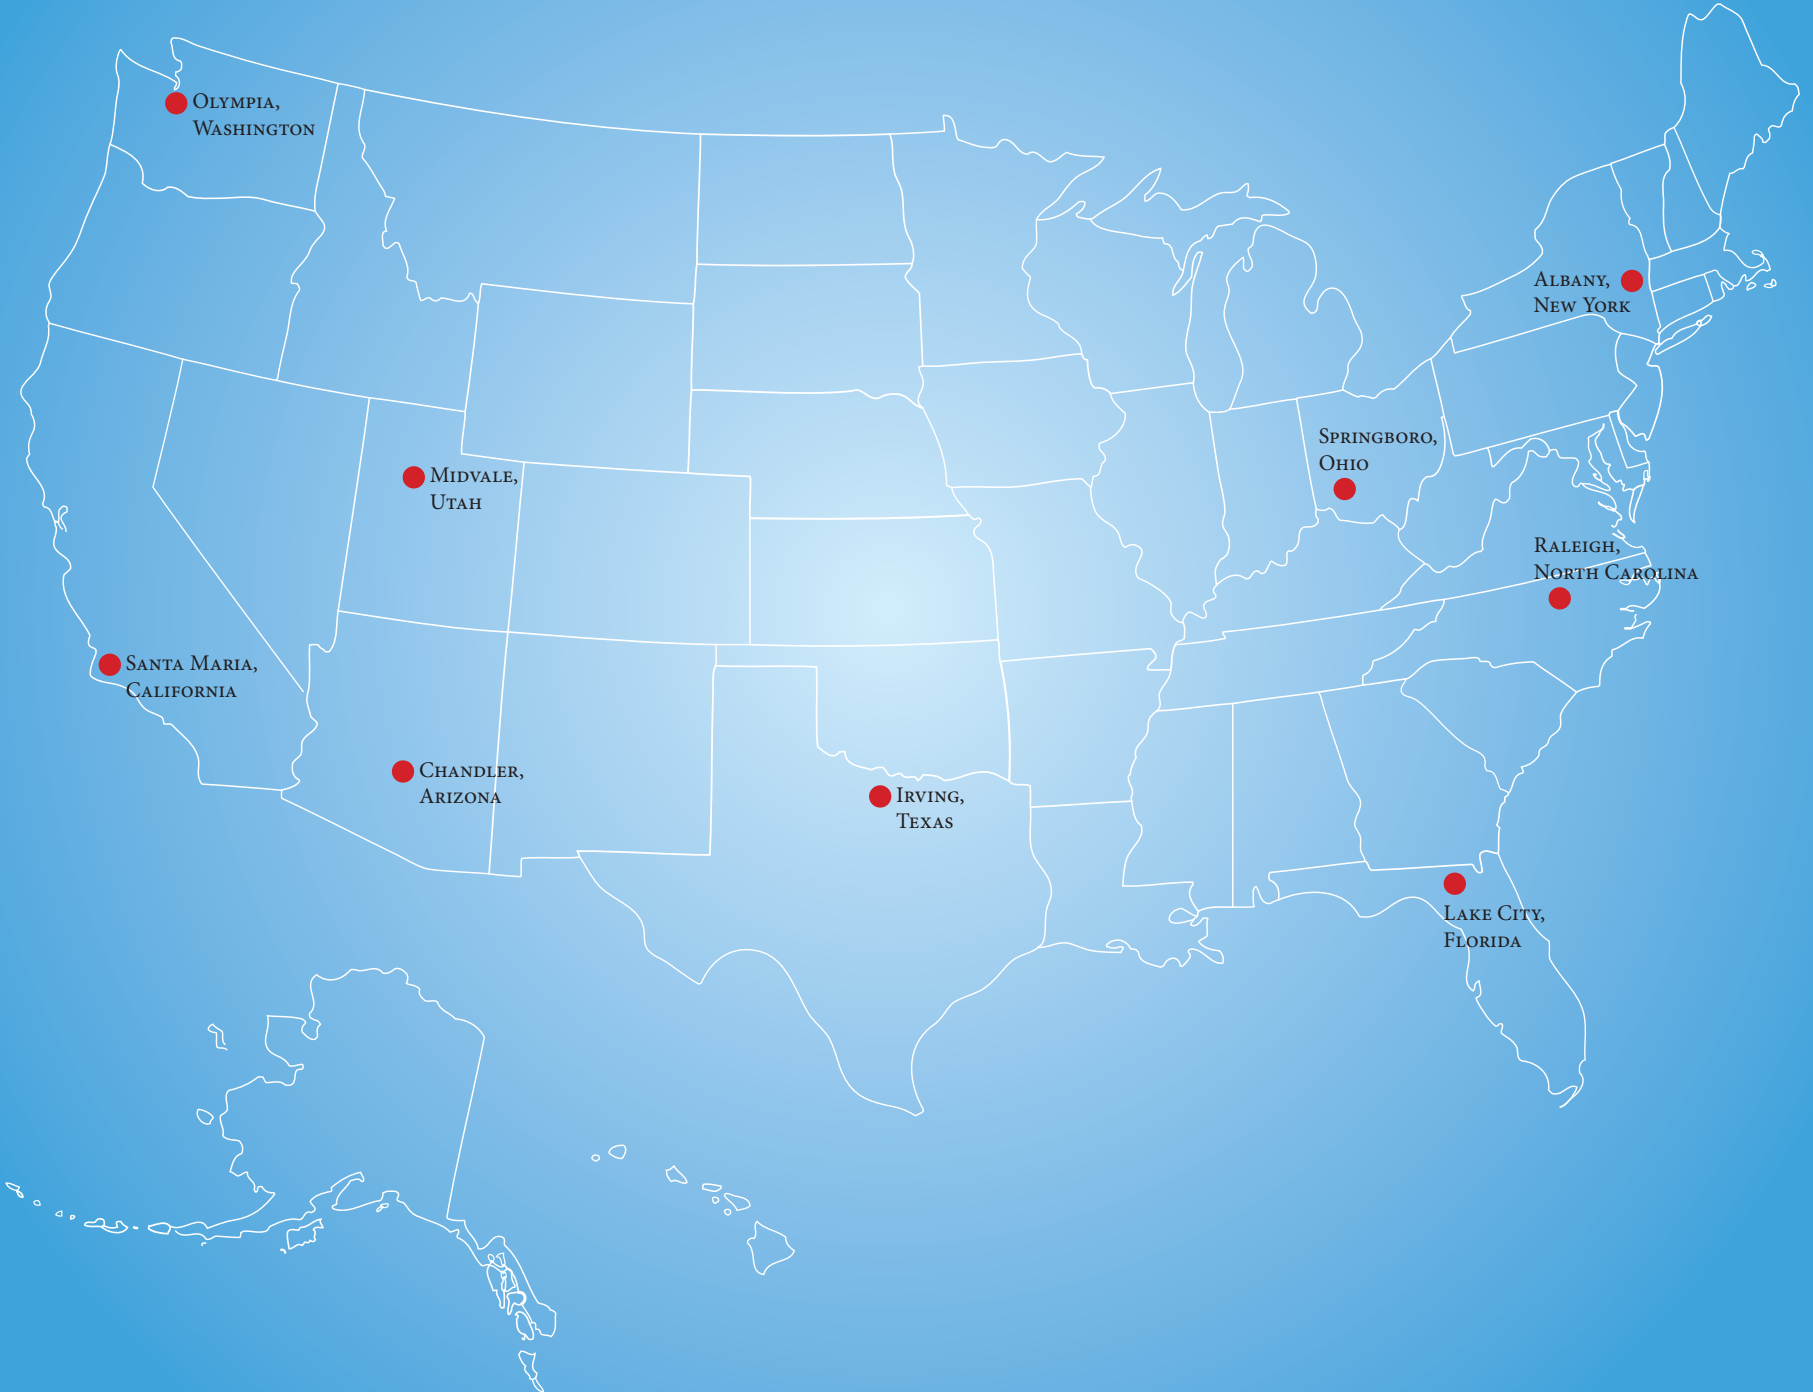 Olympia,
Washington
Albany,
New York
Springboro,
Ohio
Midvale,
Utah
Raleigh,
North Carolina
Santa Maria,
California
Chandler,
Arizona
Irving,
Texas
Lake City,
Florida